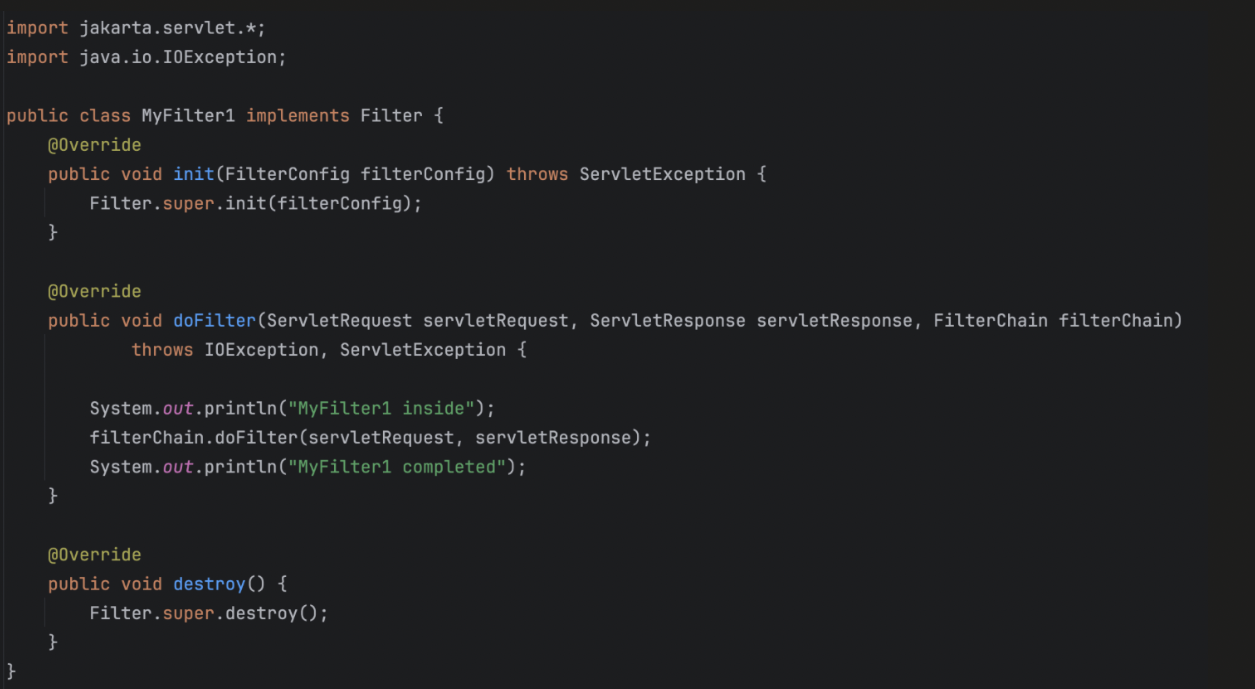 import jakarta.servlet.*;
import java.io.IOException;
public class MyFilter1 implements Filter {
@Override
public void init(FilterConfig filterConfig) throws ServletException {
Filter.super.init(filterConfig);
}
@Override
public void doFilter(ServletRequest servletRequest, ServletResponse servletResponse, FilterChain filterChain)
throws IOException, ServletException {
System.out.println("MyFilter1 inside");
filterChain.doFilter(servletRequest, servletResponse);
System.out.println("MyFilter1 completed");
}
@Override
public void destroy() {
Filter.super.destroy();
}
}